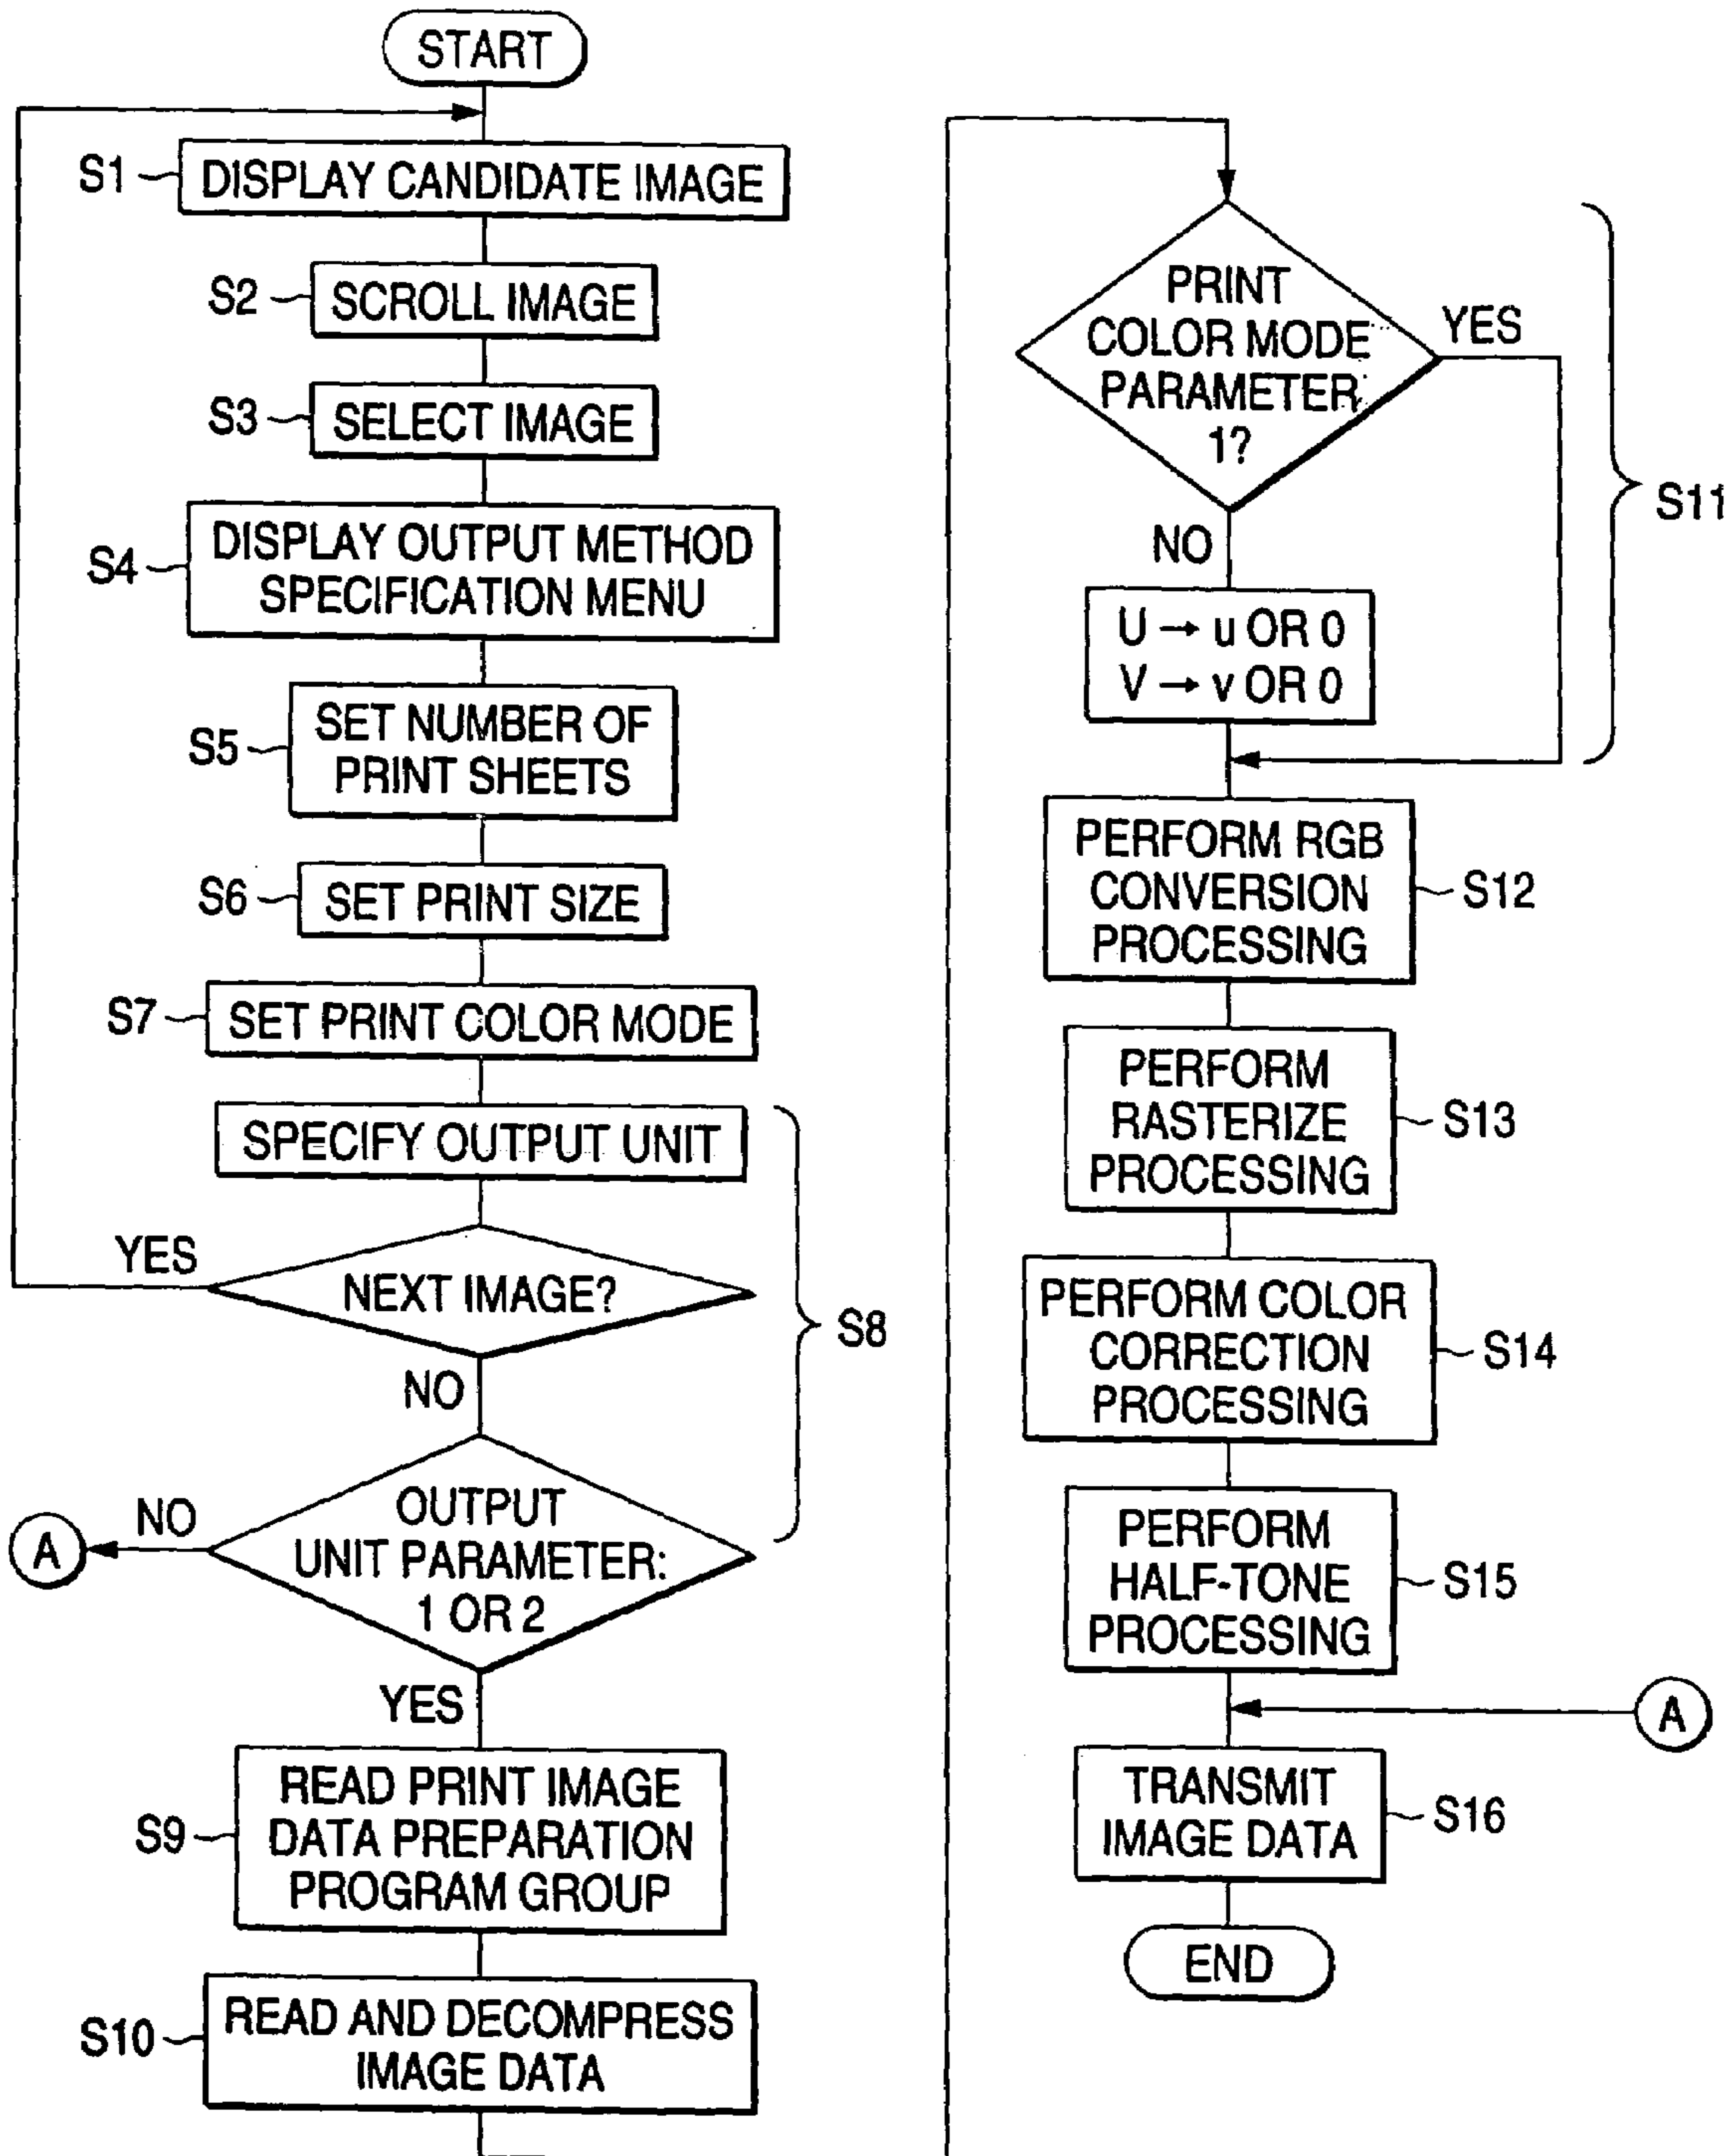 START
S1
DISPLAY CANDIDATE IMAGE
S2
SCROLL IMAGE
S3
SELECT IMAGE
S4
DISPLAY OUTPUT METHOD
SPECIFICATION MENU
S5
SET NUMBER OF
PRINT SHEETS
S6
SET PRINT SIZE
S7
SET PRINT COLOR MODE
SPECIFY OUTPUT UNIT
YES
NEXT IMAGE?
S8
NO
NO
A
OUTPUT
UNIT PARAMETER:
1 OR 2
YES
S9
READ PRINT IMAGE
DATA PREPARATION
PROGRAM GROUP
S10
READ AND DECOMPRESS
IMAGE DATA
PRINT
COLOR MODE
PARAMETER
1?
YES
S11
NO
U → u OR 0
V → v OR 0
PERFORM RGB
CONVERSION
PROCESSING
S12
PERFORM
RASTERIZE
PROCESSING
S13
PERFORM COLOR
CORRECTION
PROCESSING
S14
PERFORM
HALF-TONE
PROCESSING
S15
A
TRANSMIT
IMAGE DATA
S16
END